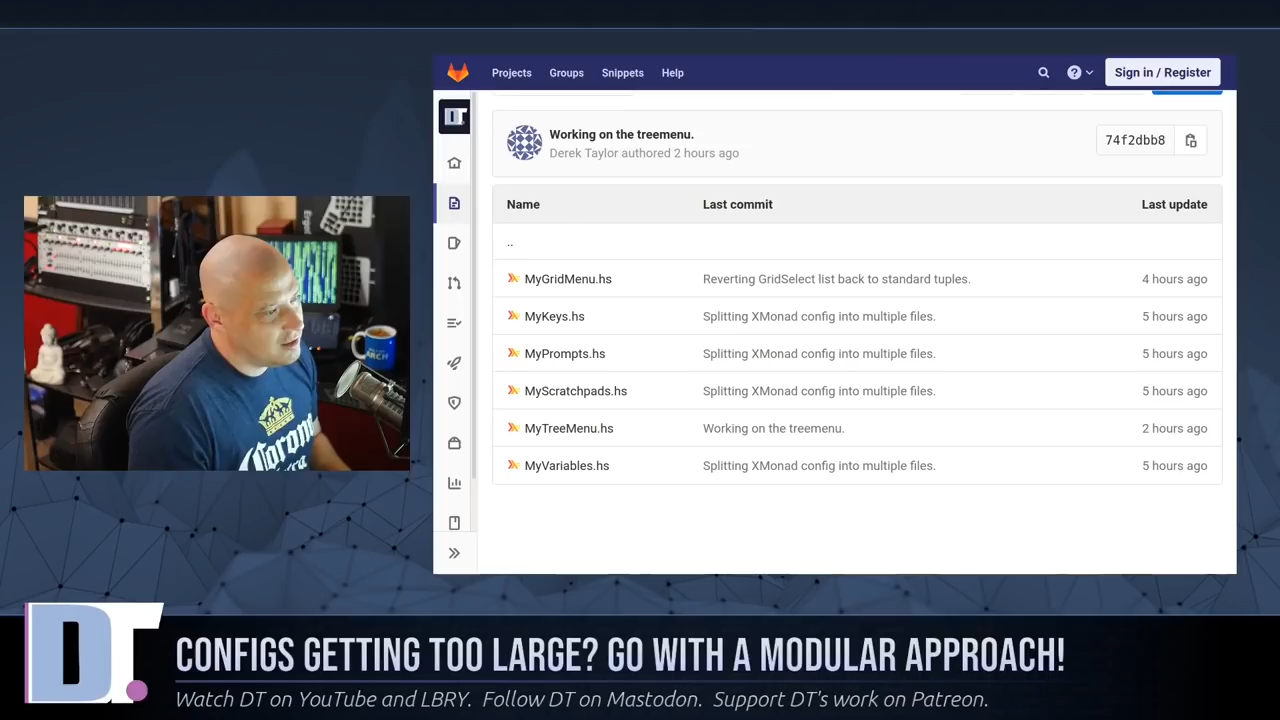 Projects Groups Snippets Help
Sign in / Register
DT
Working on the treemenu.
Derek Taylor authored 2 hours ago
74f2dbb8
Name Last commit Last update
..
MyGridMenu.hs Reverting GridSelect list back to standard tuples. 4 hours ago
MyKeys.hs Splitting XMonad config into multiple files. 5 hours ago
MyPrompts.hs Splitting XMonad config into multiple files. 5 hours ago
MyScratchpads.hs Splitting XMonad config into multiple files. 5 hours ago
MyTreeMenu.hs Working on the treemenu. 2 hours ago
MyVariables.hs Splitting XMonad config into multiple files. 5 hours ago
Corona
DT.
CONFIGS GETTING TOO LARGE? GO WITH A MODULAR APPROACH!
Watch DT on YouTube and LBRY. Follow DT on Mastodon. Support DT's work on Patreon.